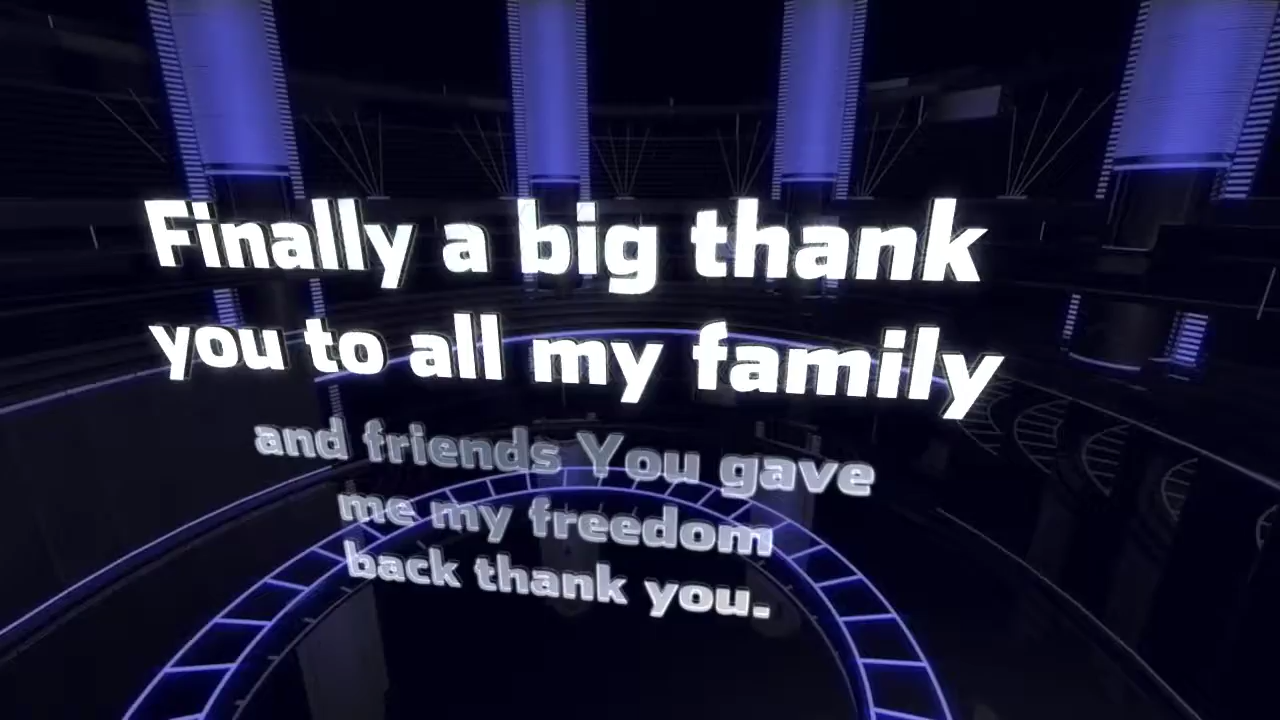 Finally a big thank
you to all my family
and friends You gave
me my freedom
back thank you.